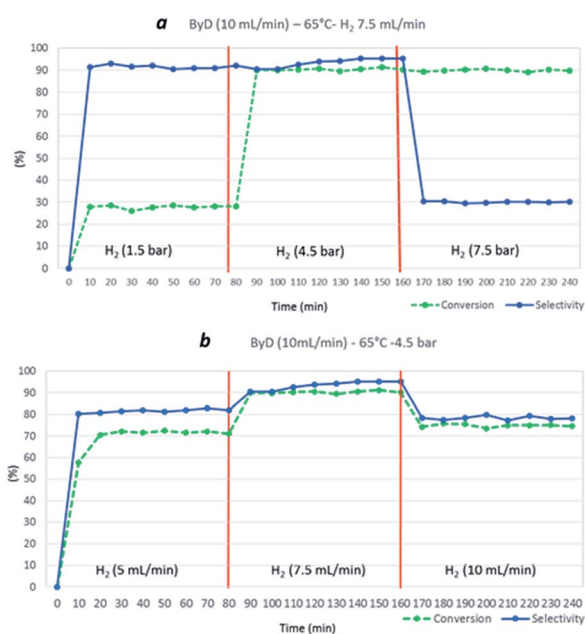 a ByD (10 mL/min) – 65°C- H₂ 7.5 mL/min
100
90
80
70
60
50
40
30
20
10
0
(%)
H₂ (1.5 bar) H₂ (4.5 bar) H₂ (7.5 bar)
0 10 20 30 40 50 60 70 80 90 100 110 120 130 140 150 160 170 180 190 200 210 220 230 240
Time (min)
Conversion Selectivity
b ByD (10mL/min) - 65°C -4.5 bar
100
90
80
70
60
50
40
30
20
10
0
(%)
H₂ (5 mL/min) H₂ (7.5 mL/min) H₂ (10 mL/min)
0 10 20 30 40 50 60 70 80 90 100 110 120 130 140 150 160 170 180 190 200 210 220 230 240
Time (min)
Conversion Selectivity